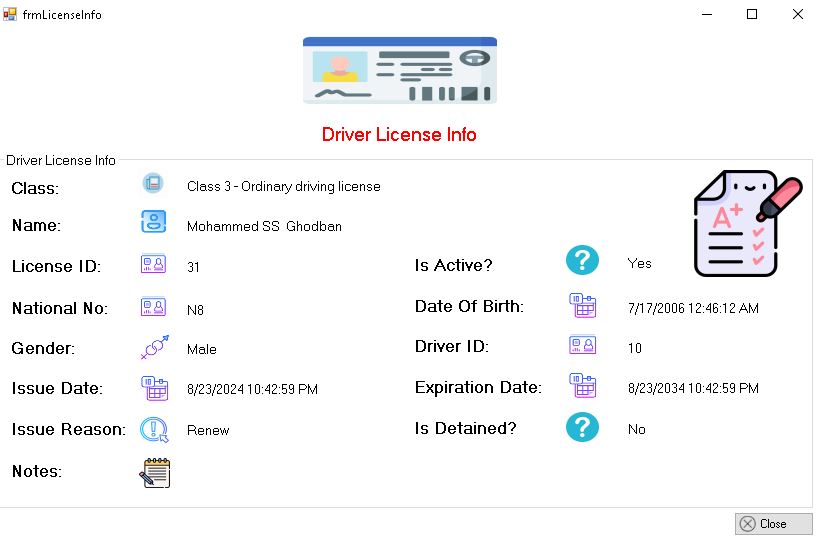 frmLicenseInfo
Driver License Info
Driver License Info
Class: Class 3 - Ordinary driving license
Name: Mohammed SS  Ghodban
License ID: 31 Is Active? Yes
National No: N8 Date Of Birth: 7/17/2006 12:46:12 AM
Gender: Male Driver ID: 10
Issue Date: 8/23/2024 10:42:59 PM Expiration Date: 8/23/2034 10:42:59 PM
Issue Reason: Renew Is Detained? No
Notes:
A+
Close